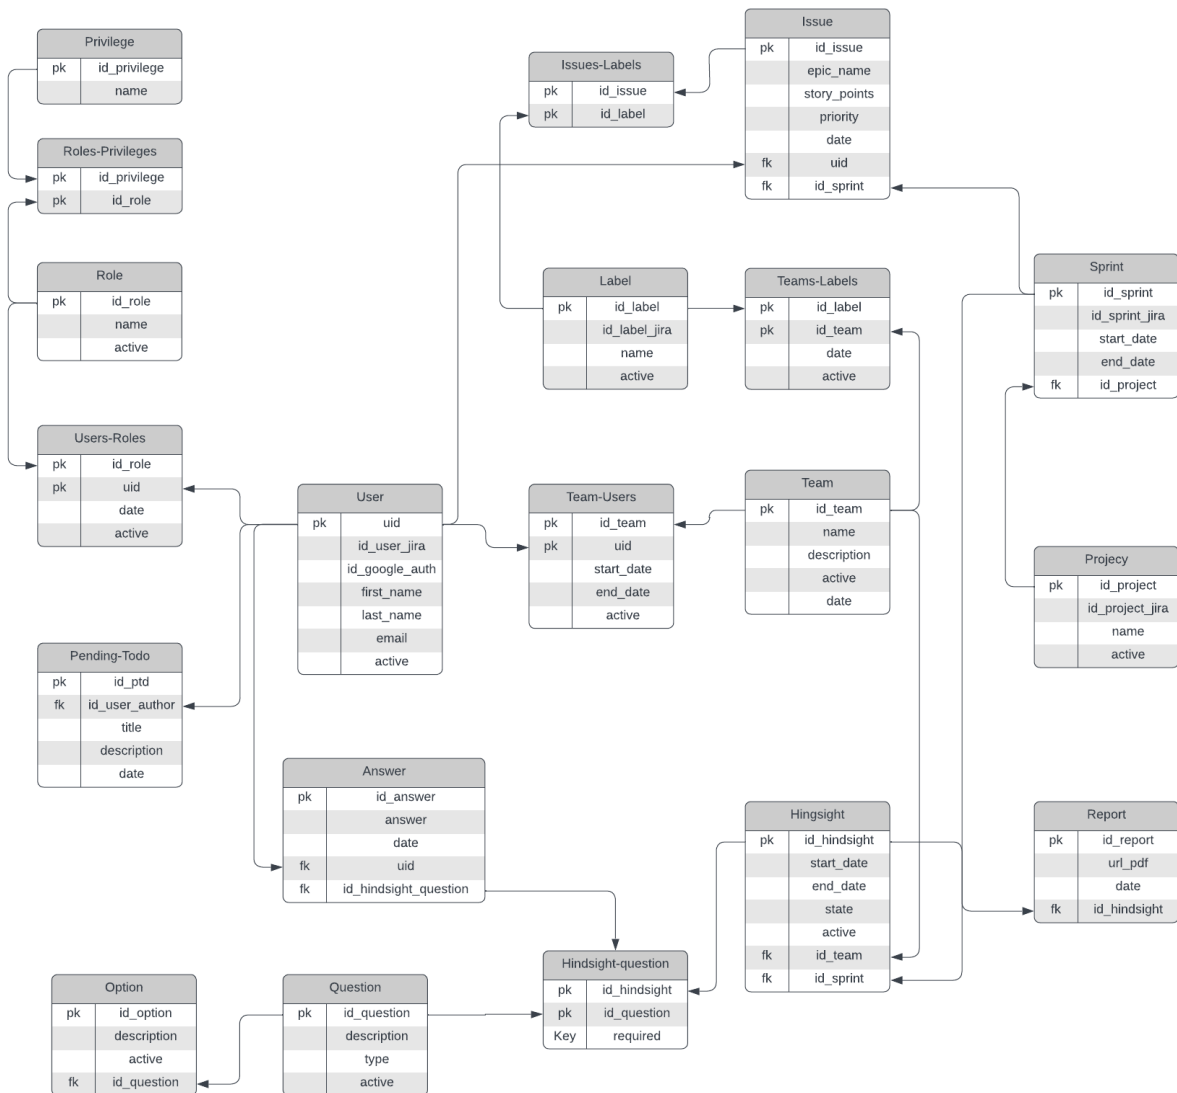 Privilege
pk id_privilege
name
Roles-Privileges
pk id_privilege
pk id_role
Role
pk id_role
name
active
Users-Roles
pk id_role
pk uid
date
active
Pending-Todo
pk id_ptd
fk id_user_author
title
description
date
User
pk uid
id_user_jira
id_google_auth
first_name
last_name
email
active
Answer
pk id_answer
answer
date
fk uid
fk id_hindsight_question
Option
pk id_option
description
active
fk id_question
Question
pk id_question
description
type
active
Issues-Labels
pk id_issue
pk id_label
Label
pk id_label
id_label_jira
name
active
Team-Users
pk id_team
pk uid
start_date
end_date
active
Hindsight-question
pk id_hindsight
pk id_question
Key required
Issue
pk id_issue
epic_name
story_points
priority
date
fk uid
fk id_sprint
Teams-Labels
pk id_label
pk id_team
date
active
Team
pk id_team
name
description
active
date
Hingsight
pk id_hindsight
start_date
end_date
state
active
fk id_team
fk id_sprint
Sprint
pk id_sprint
id_sprint_jira
start_date
end_date
fk id_project
Projecy
pk id_project
id_project_jira
name
active
Report
pk id_report
url_pdf
date
fk id_hindsight